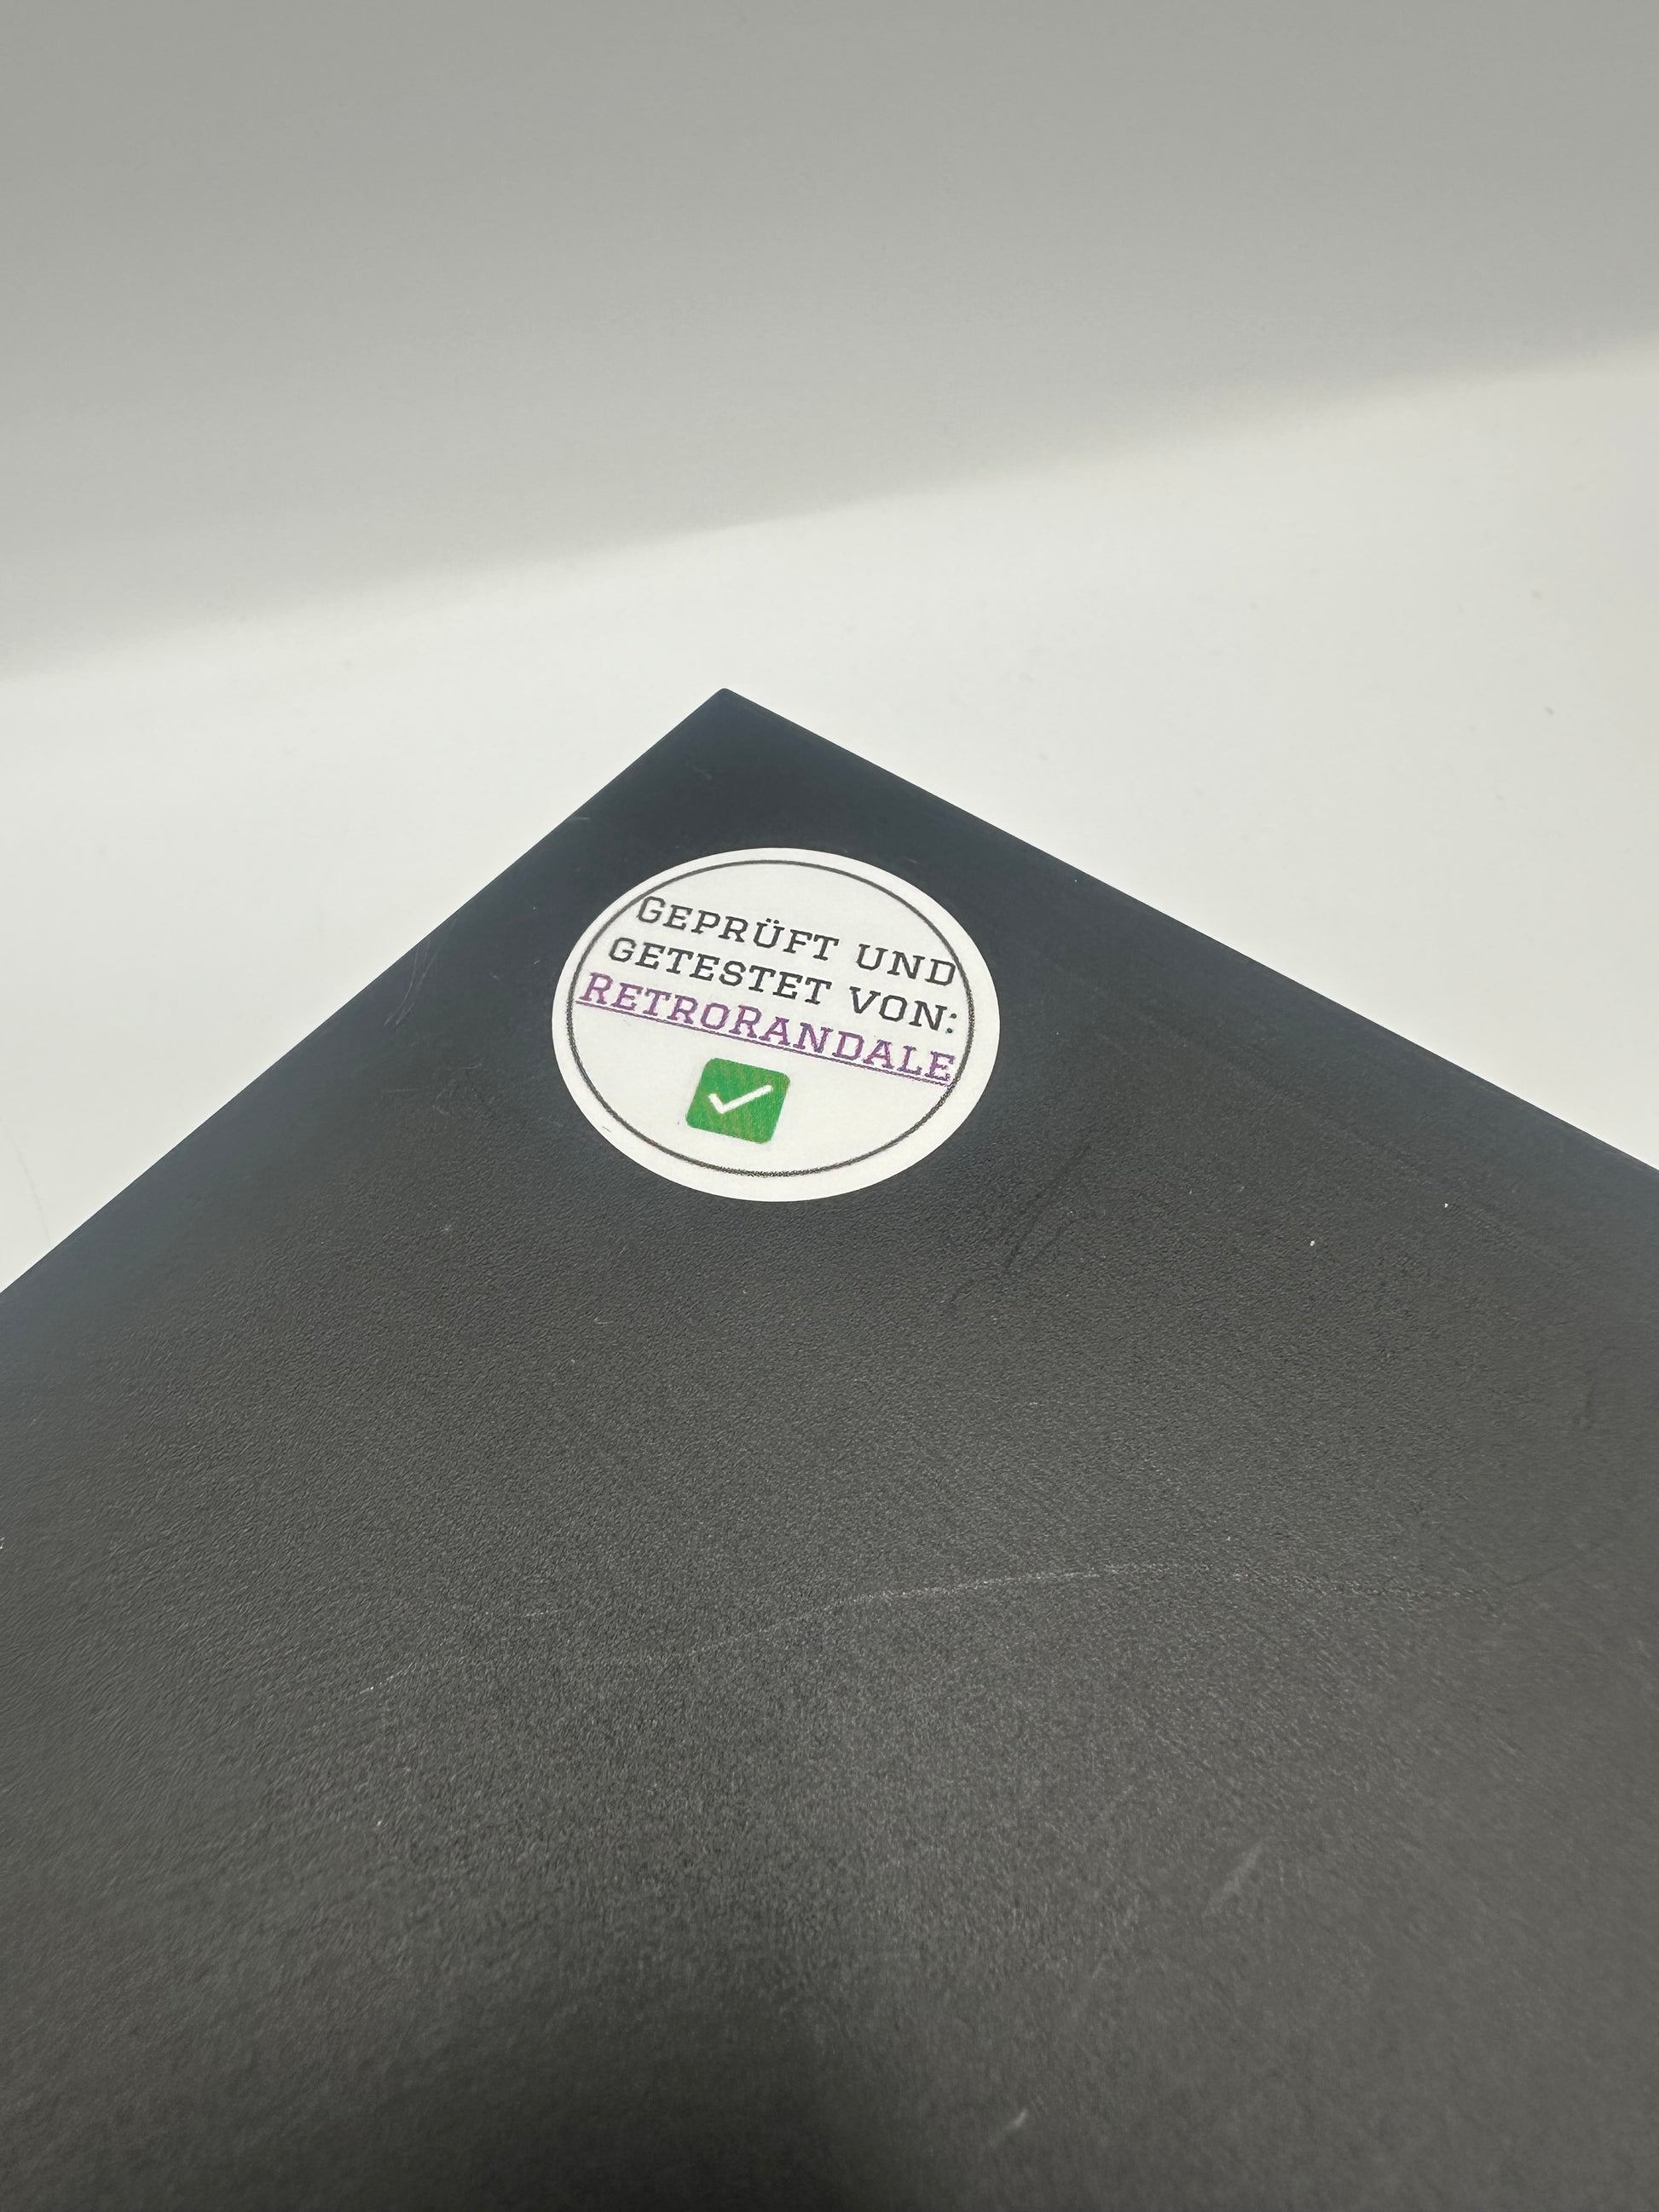 Geprüft und
getestet von:
RetroRandale